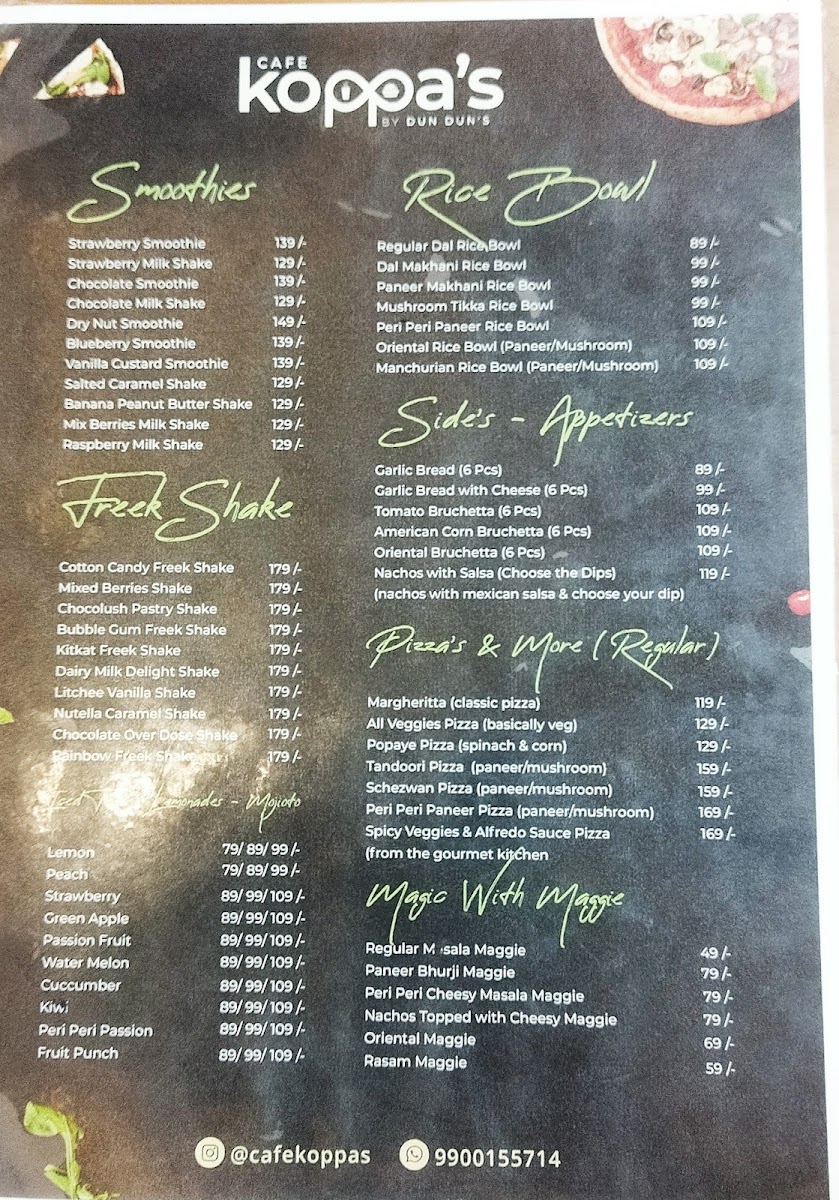 CAFE
koppa's
BY DUN DUN'S
Smoothies
Strawberry Smoothie 139/-
Strawberry Milk Shake 129/-
Chocolate Smoothie 139/-
Chocolate Milk Shake 129/-
Dry Nut Smoothie 149/-
Blueberry Smoothie 139/-
Vanilla Custard Smoothie 139/-
Salted Caramel Shake 129/-
Banana Peanut Butter Shake 129/-
Mix Berries Milk Shake 129/-
Raspberry Milk Shake 129/-
Freek Shake
Cotton Candy Freek Shake 179/-
Mixed Berries Shake 179/-
Chocolush Pastry Shake 179/-
Bubble Gum Freek Shake 179/-
Kitkat Freek Shake 179/-
Dairy Milk Delight Shake 179/-
Litchee Vanilla Shake 179/-
Nutella Caramel Shake 179/-
Chocolate Over Dose Shake 179/-
Rainbow Freek Shake 179/-
Iced Lemonades - Mojioto
Lemon 79/ 89/ 99/-
Peach 79/ 89/ 99/-
Strawberry 89/ 99/ 109/-
Green Apple 89/ 99/ 109/-
Passion Fruit 89/ 99/ 109/-
Water Melon 89/ 99/ 109/-
Cuccumber 89/ 99/ 109/-
Kiwi 89/ 99/ 109/-
Peri Peri Passion 89/ 99/ 109/-
Fruit Punch 89/ 99/ 109/-
Rice Bowl
Regular Dal Rice Bowl 89/-
Dal Makhani Rice Bowl 99/-
Paneer Makhani Rice Bowl 99/-
Mushroom Tikka Rice Bowl 99/-
Peri Peri Paneer Rice Bowl 109/-
Oriental Rice Bowl (Paneer/Mushroom) 109/-
Manchurian Rice Bowl (Paneer/Mushroom) 109/-
Side's - Appetizers
Garlic Bread (6 Pcs) 89/-
Garlic Bread with Cheese (6 Pcs) 99/-
Tomato Bruchetta (6 Pcs) 109/-
American Corn Bruchetta (6 Pcs) 109/-
Oriental Bruchetta (6 Pcs) 109/-
Nachos with Salsa (Choose the Dips) 119/-
(nachos with mexican salsa & choose your dip)
Pizza's & More (Regular)
Margheritta (classic pizza) 119/-
All Veggies Pizza (basically veg) 129/-
Popaye Pizza (spinach & corn) 129/-
Tandoori Pizza (paneer/mushroom) 159/-
Schezwan Pizza (paneer/mushroom) 159/-
Peri Peri Paneer Pizza (paneer/mushroom) 169/-
Spicy Veggies & Alfredo Sauce Pizza 169/-
(from the gourmet kitchen
Magic With Maggie
Regular Masala Maggie 49/-
Paneer Bhurji Maggie 79/-
Peri Peri Cheesy Masala Maggie 79/-
Nachos Topped with Cheesy Maggie 79/-
Oriental Maggie 69/-
Rasam Maggie 59/-
@cafekoppas 9900155714